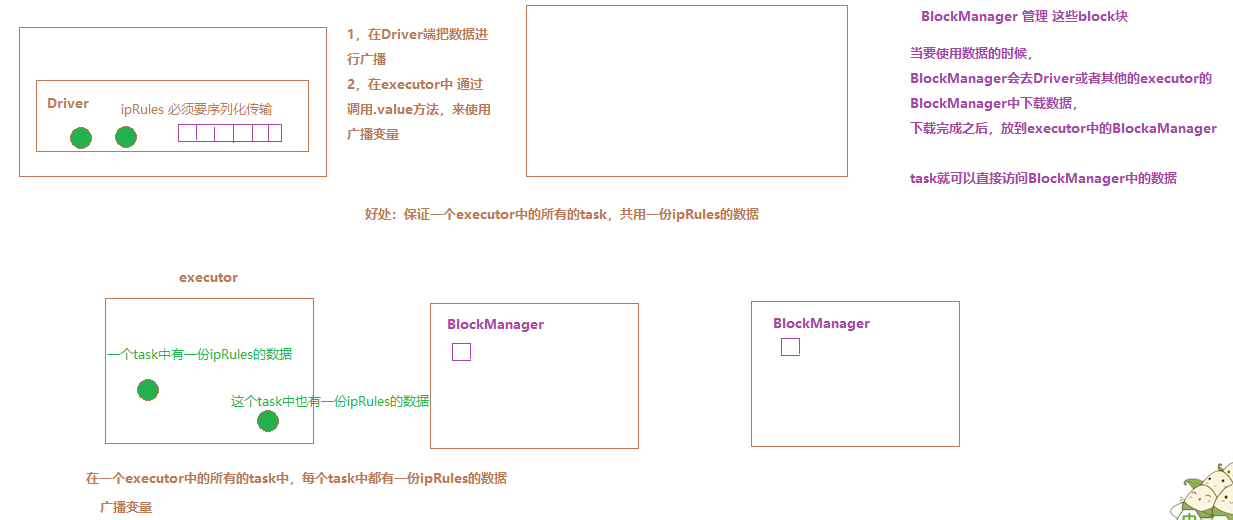 BlockManager 管理 这些block块
1，在Driver端把数据进
行广播
2，在executor中 通过
调用.value方法，来使用
广播变量
当要使用数据的时候，
BlockManager会去Driver或者其他的executor的
BlockManager中下载数据，
下载完成之后，放到executor中的BlockaManager
task就可以直接访问BlockManager中的数据
Driver
ipRules 必须要序列化传输
好处：保证一个executor中的所有的task，共用一份ipRules的数据
executor
BlockManager
BlockManager
一个task中有一份ipRules的数据
这个task中也有一份ipRules的数据
在一个executor中的所有的task中，每个task中都有一份ipRules的数据
广播变量